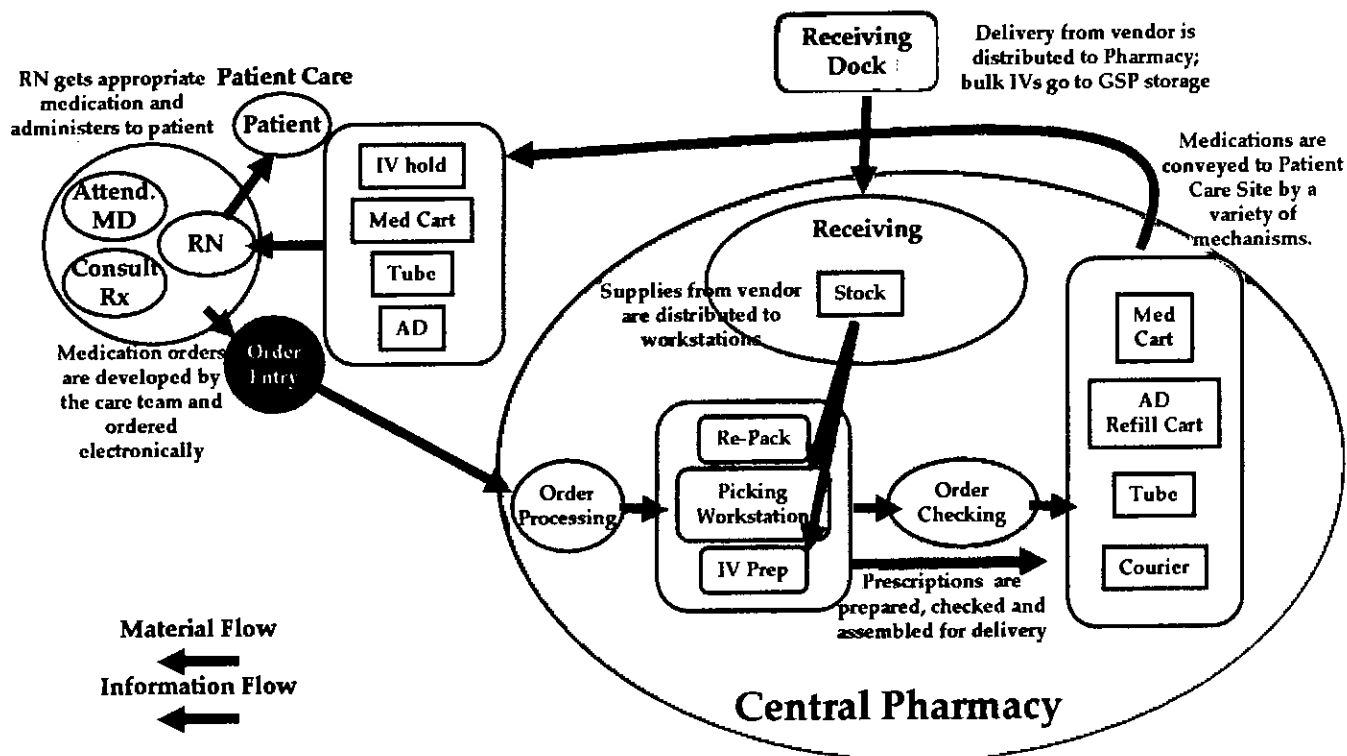 Receiving
Dock
Delivery from vendor is
distributed to Pharmacy;
bulk IVs go to GSP storage
RN gets appropriate
medication and
administers to patient
Patient Care
Patient
Attend.
MD
RN
Consult
Rx
IV hold
Med Cart
Tube
AD
Medications are
conveyed to Patient
Care Site by a
variety of
mechanisms.
Receiving
Stock
Supplies from vendor
are distributed to
workstations
Order
Entry
Medication orders
are developed by
the care team and
ordered
electronically
Order
Processing
Re-Pack
Picking
Workstation
IV Prep
Order
Checking
Med
Cart
AD
Refill Cart
Tube
Courier
Prescriptions are
prepared, checked and
assembled for delivery
Material Flow
Information Flow
Central Pharmacy